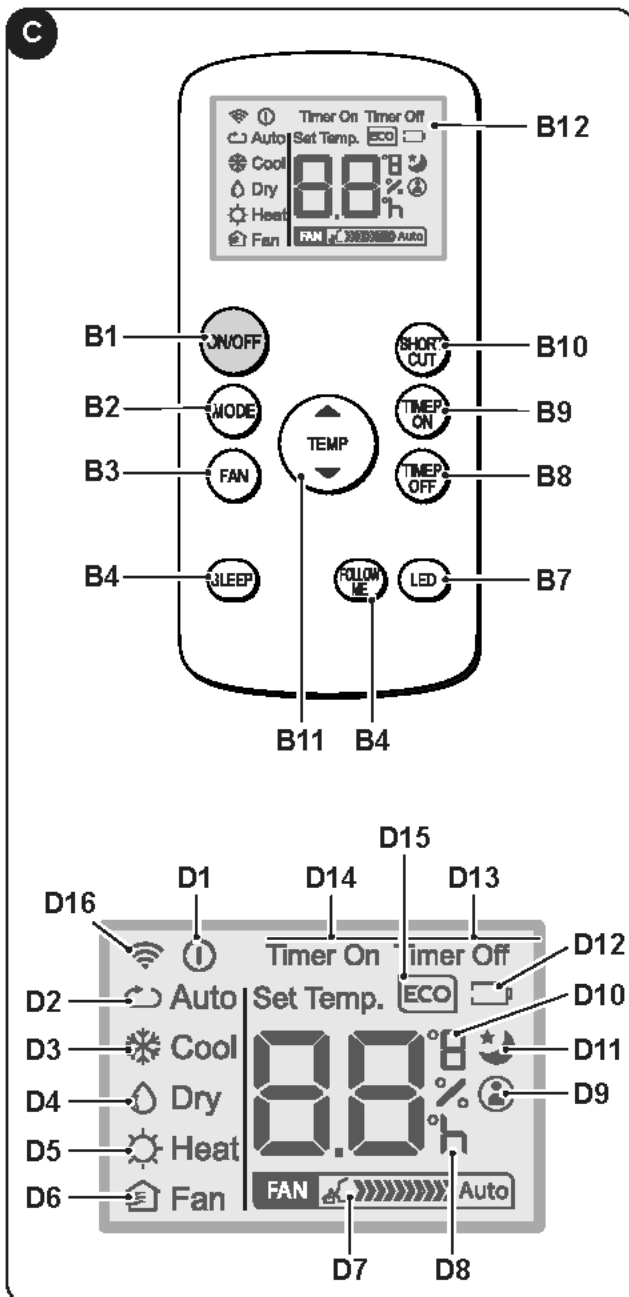 C
Timer On Timer Off
Auto Set Temp. ECO
Cool
Dry
Heat
Fan
88
%
h
FAN Auto
B12
B1
ON/OFF
SHORT
CUT
B10
B2
MODE
TIMER
ON
B9
TEMP
B3
FAN
TIMER
OFF
B8
B4
SLEEP
FOLLOW
ME
LED
B7
B11 B4
D15
D1 D14 D13
D16
Timer On Timer Off
D12
D2 Auto Set Temp. ECO
D10
D3 Cool
88
D11
D4 Dry
%
D9
D5 Heat
h
D6 Fan
FAN Auto
D7 D8